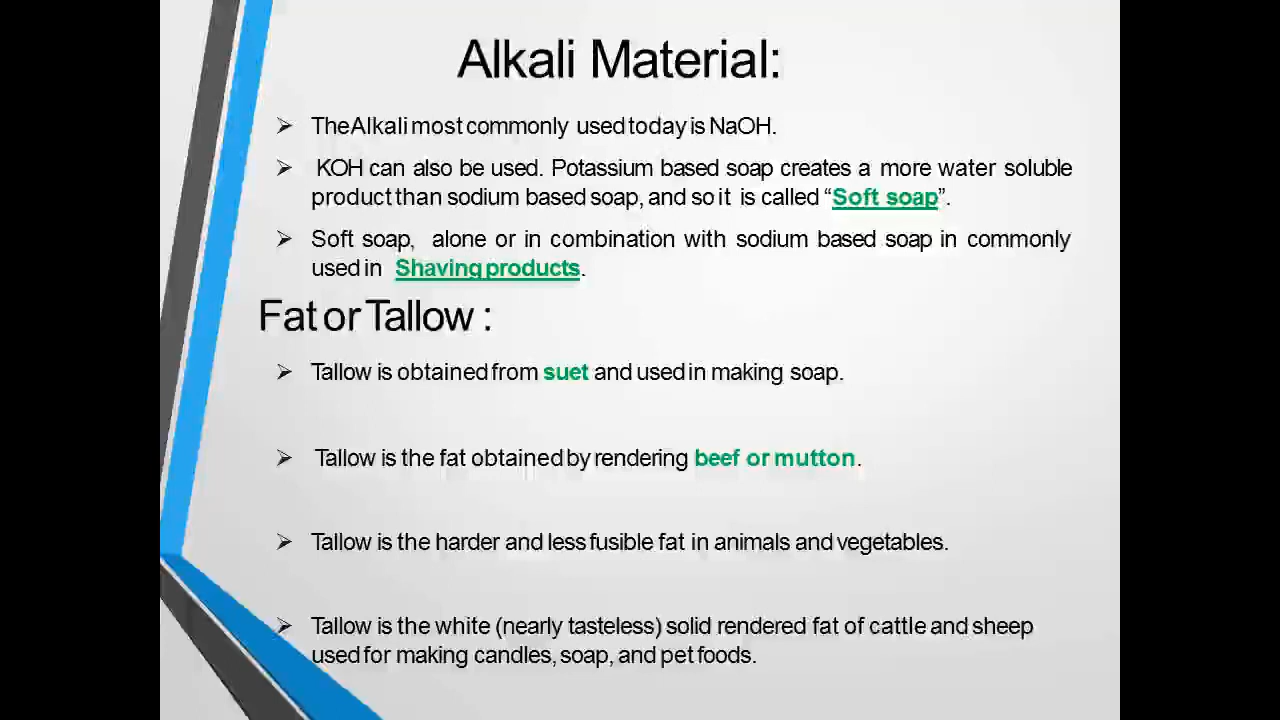 Alkali Material:
➢ The Alkali most commonly used today is NaOH.
➢ KOH can also be used. Potassium based soap creates a more water soluble
product than sodium based soap, and so it is called “Soft soap”.
➢ Soft soap, alone or in combination with sodium based soap in commonly
used in Shaving products.
Fat or Tallow :
➢ Tallow is obtained from suet and used in making soap.
➢ Tallow is the fat obtained by rendering beef or mutton.
➢ Tallow is the harder and less fusible fat in animals and vegetables.
➢ Tallow is the white (nearly tasteless) solid rendered fat of cattle and sheep
used for making candles, soap, and pet foods.